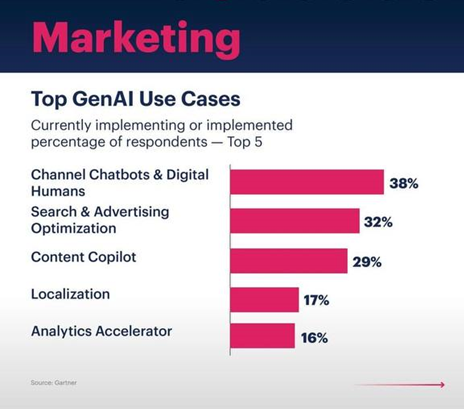 Marketing
Top GenAI Use Cases
Currently implementing or implemented
percentage of respondents — Top 5
Channel Chatbots & Digital
Humans
38%
Search & Advertising
Optimization
32%
Content Copilot
29%
Localization
17%
Analytics Accelerator
16%
Source: Gartner